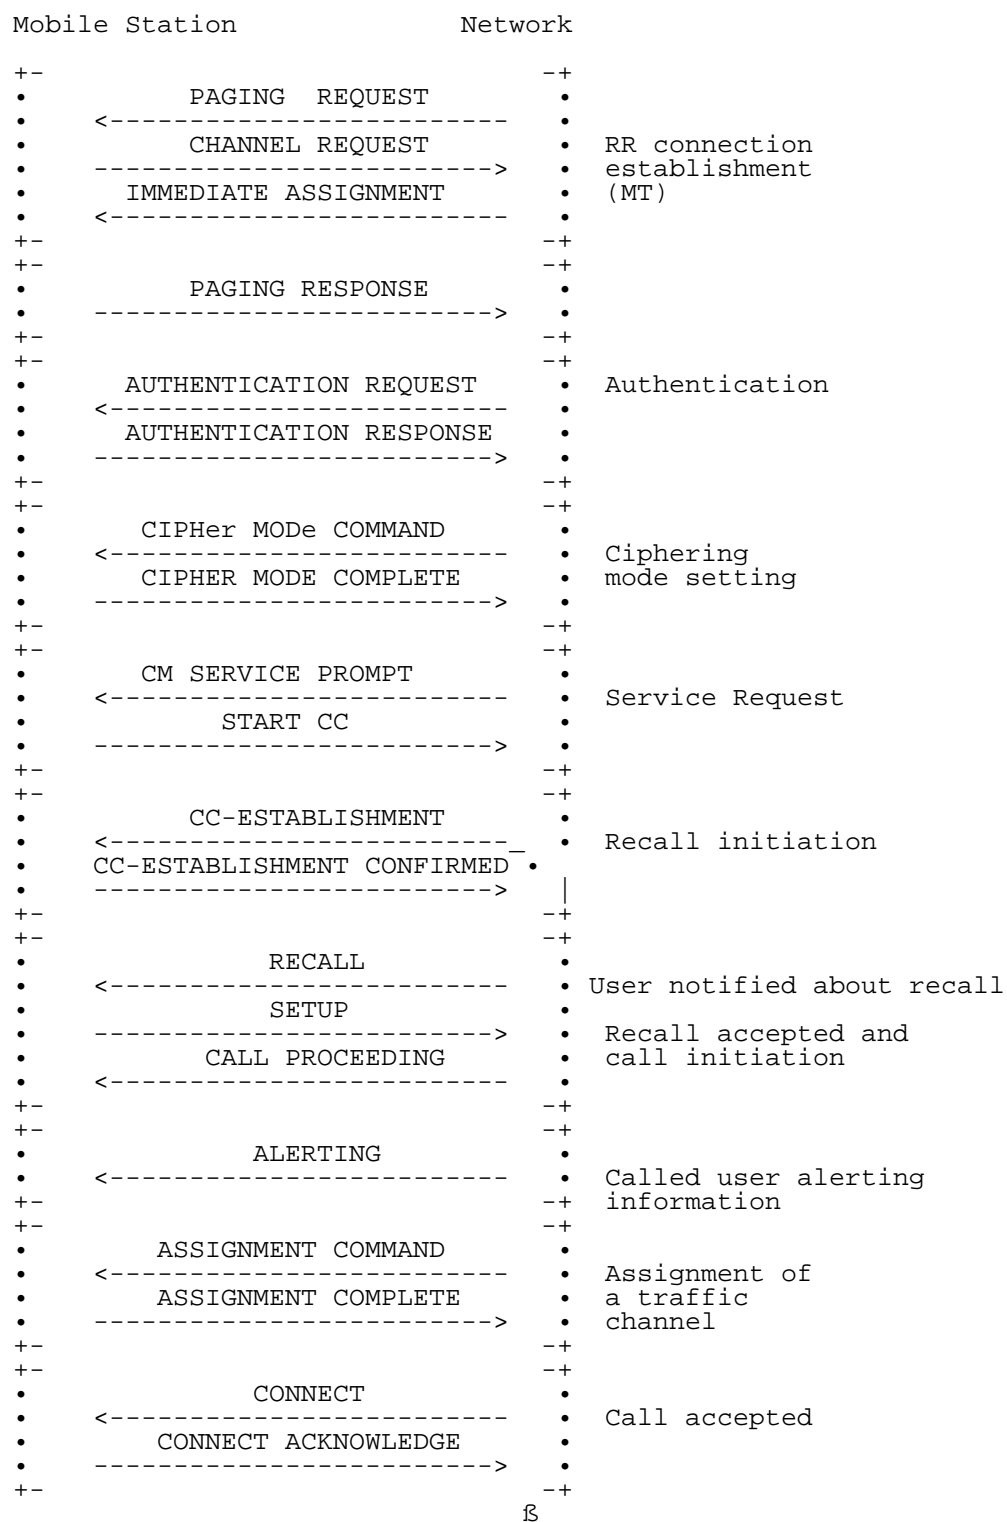 Mobile Station                Network
+-                                -+
•          PAGING  REQUEST         •
•     <-------------------------   •
•          CHANNEL REQUEST         •  RR connection
•     ------------------------->   •  establishment
•       IMMEDIATE ASSIGNMENT       •  (MT)
•     <-------------------------   •
+-                                -+
+-                                -+
•          PAGING RESPONSE         •
•     ------------------------->   •
+-                                -+
+-                                -+
•       AUTHENTICATION REQUEST     •  Authentication
•     <-------------------------   •
•       AUTHENTICATION RESPONSE    •
•     ------------------------->   •
+-                                -+
+-                                -+
•        CIPHer MODe COMMAND       •
•     <-------------------------   •  Ciphering
•        CIPHER MODE COMPLETE      •  mode setting
•     ------------------------->   •
+-                                -+
+-                                -+
•        CM SERVICE PROMPT         •
•     <-------------------------   •  Service Request
•             START CC             •
•     ------------------------->   •
+-                                -+
+-                                -+
•           CC-ESTABLISHMENT       •
•     <-------------------------_  •  Recall initiation
•     CC-ESTABLISHMENT CONFIRMED •
•     ------------------------->   |
+-                                -+
+-                                -+
•                RECALL            •
•     <-------------------------   • User notified about recall
•                SETUP             •
•     ------------------------->   •  Recall accepted and
•            CALL PROCEEDING       •  call initiation
•     <-------------------------   •
+-                                -+
+-                                -+
•               ALERTING           •
•     <-------------------------   •  Called user alerting
+-                                -+  information
+-                                -+
•         ASSIGNMENT COMMAND       •
•     <-------------------------   •  Assignment of
•         ASSIGNMENT COMPLETE      •  a traffic
•     ------------------------->   •  channel
+-                                -+
+-                                -+
•               CONNECT            •
•     <-------------------------   •  Call accepted
•         CONNECT ACKNOWLEDGE      •
•     ------------------------->   •
+-                                -+
ß